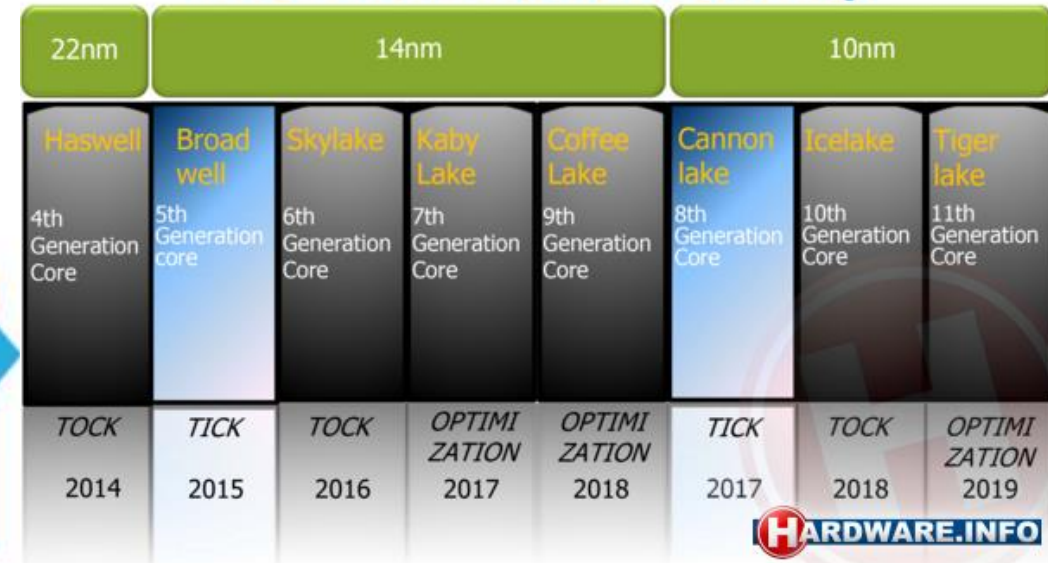 22nm
14nm
10nm
Haswell
4th
Generation
Core
Broad
well
5th
Generation
core
Skylake
6th
Generation
Core
Kaby
Lake
7th
Generation
Core
Coffee
Lake
9th
Generation
Core
Cannon
lake
8th
Generation
Core
Icelake
10th
Generation
Core
Tiger
lake
11th
Generation
Core
TOCK
2014
TICK
2015
TOCK
2016
OPTIMI
ZATION
2017
OPTIMI
ZATION
2018
TICK
2017
TOCK
2018
OPTIMI
ZATION
2019
HARDWARE.INFO